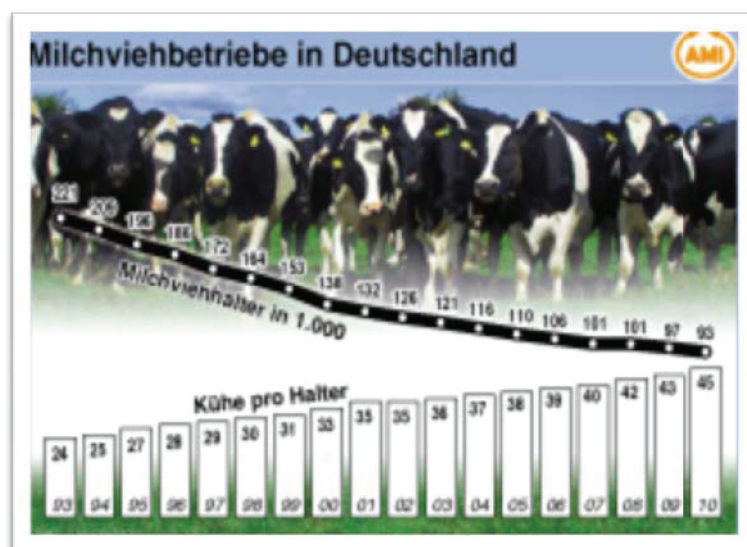 Milchviehbetriebe in Deutschland
AMI
221 209 196 186 172 164 153 138 132 126 121 116 110 106 101 101 97 93
Milchviehhalter in 1.000
Kühe pro Halter
24 25 27 28 29 30 31 33 35 35 36 37 38 39 40 42 43 45
93 94 95 96 97 98 99 00 01 02 03 04 05 06 07 08 09 10